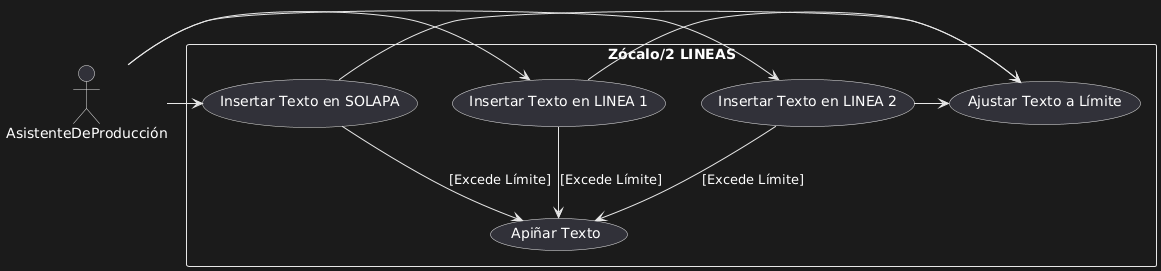 Zócalo/2 LINEAS
AsistenteDeProducción
Insertar Texto en SOLAPA
Insertar Texto en LINEA 1
Insertar Texto en LINEA 2
Ajustar Texto a Límite
[Excede Límite]
[Excede Límite]
[Excede Límite]
Apiñar Texto